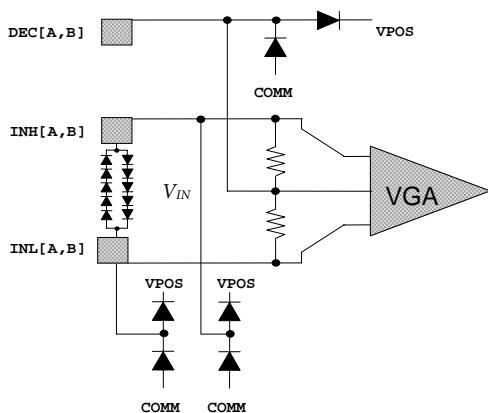 DEC[A,B]
VPOS
COMM
INH[A,B]
VIN
VGA
INL[A,B]
VPOS VPOS
COMM COMM